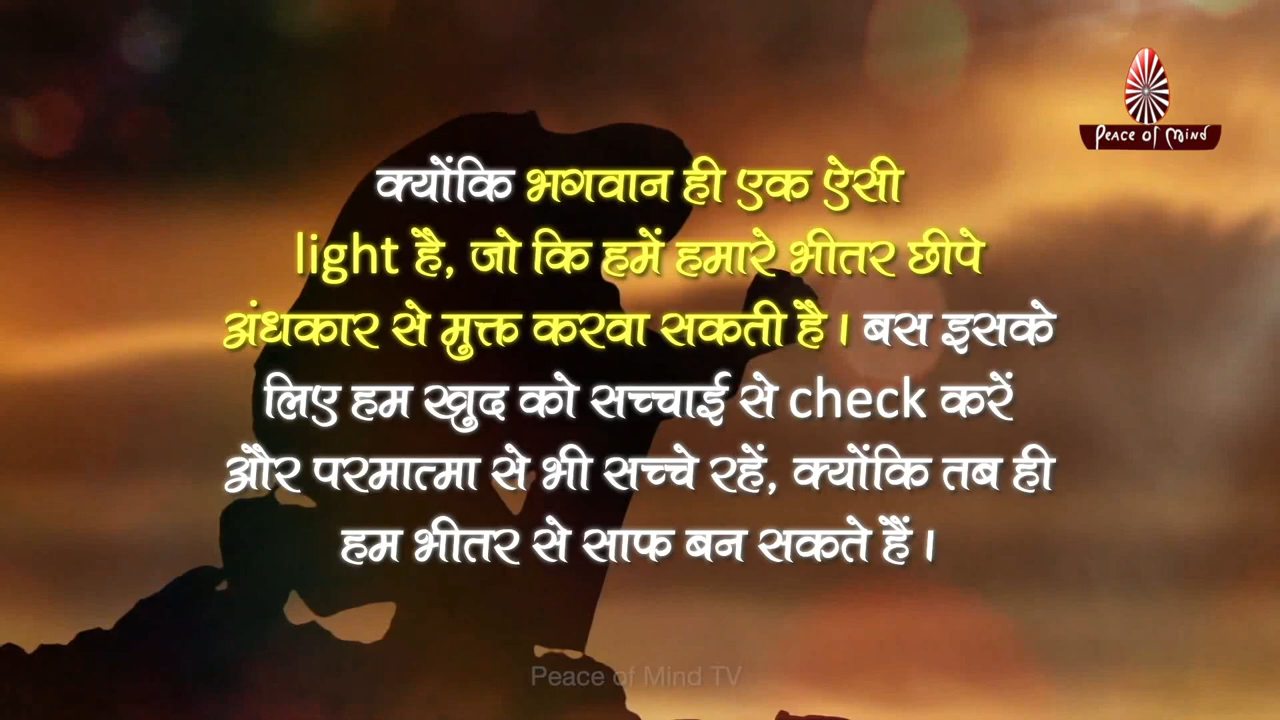 Peace of Mind
क्योंकि भगवान ही एक ऐसी
light है, जो कि हमें हमारे भीतर छीपे
अंधकार से मुक्त करवा सकती है। बस इसके
लिए हम खुद को सच्चाई से check करें
और परमात्मा से भी सच्चे रहें, क्योंकि तब ही
हम भीतर से साफ बन सकते हैं।
Peace of Mind TV